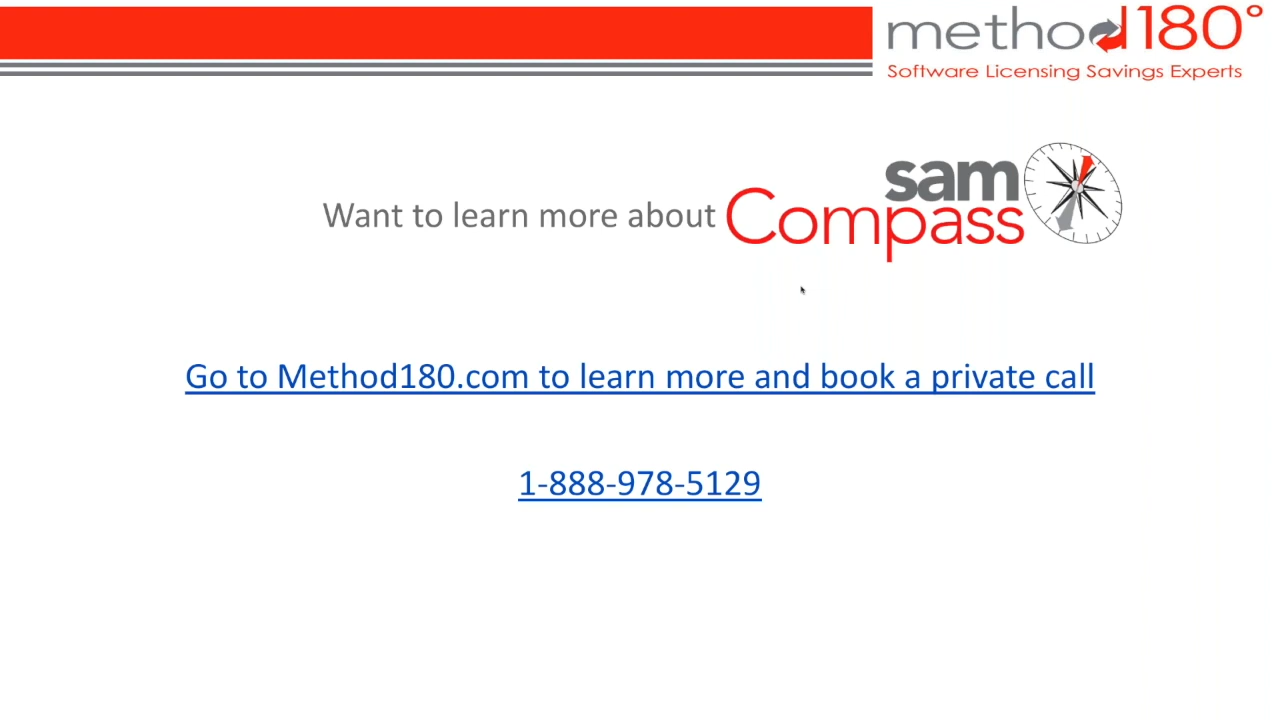 method180°
Software Licensing Savings Experts
Want to learn more about sam Compass
Go to Method180.com to learn more and book a private call
1-888-978-5129